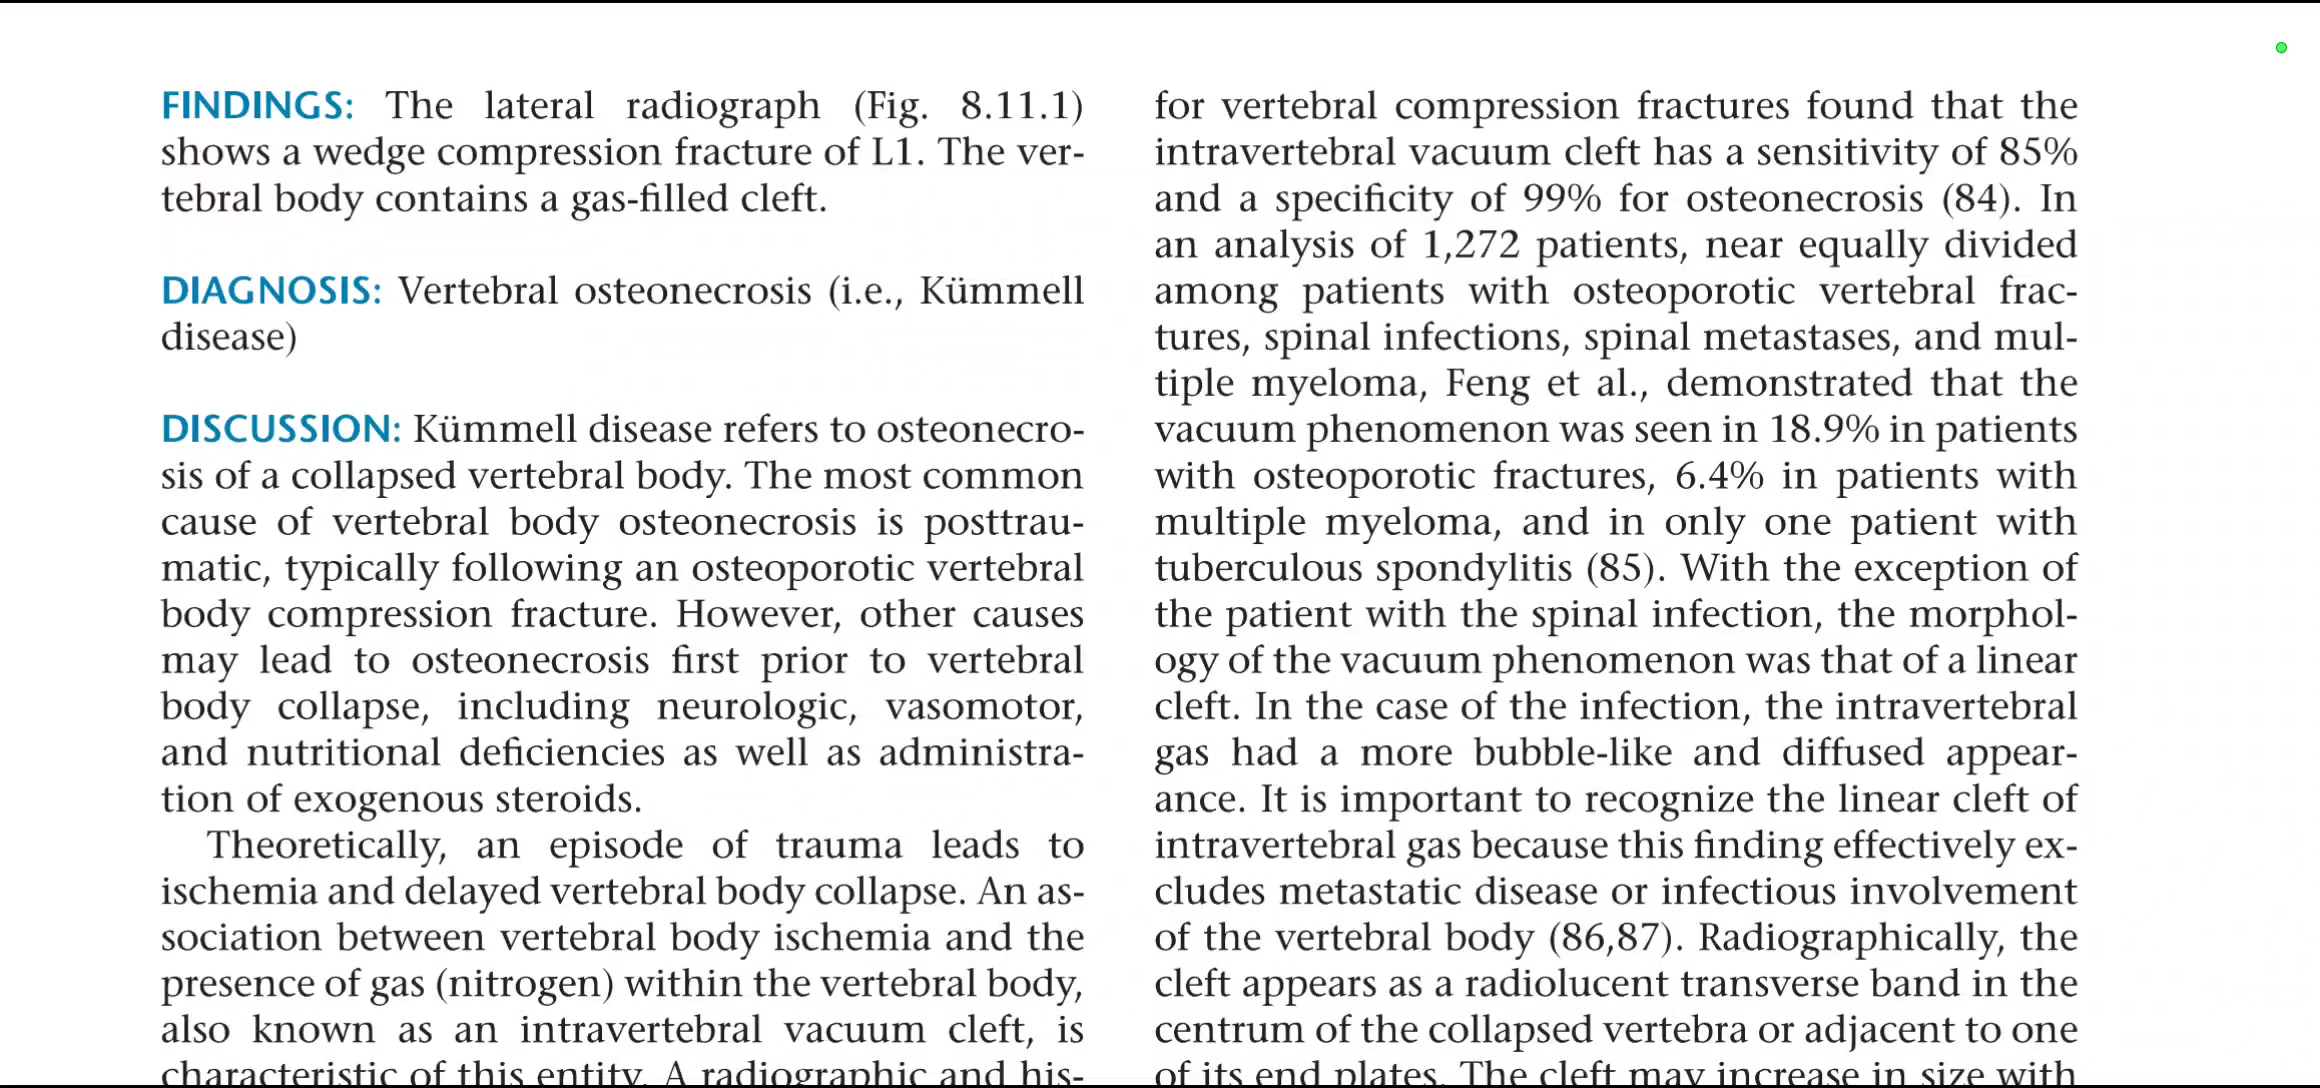 FINDINGS: The lateral radiograph (Fig. 8.11.1)
shows a wedge compression fracture of L1. The ver-
tebral body contains a gas-filled cleft.
DIAGNOSIS: Vertebral osteonecrosis (i.e., Kümmell
disease)
DISCUSSION: Kümmell disease refers to osteonecro-
sis of a collapsed vertebral body. The most common
cause of vertebral body osteonecrosis is posttrau-
matic, typically following an osteoporotic vertebral
body compression fracture. However, other causes
may lead to osteonecrosis first prior to vertebral
body collapse, including neurologic, vasomotor,
and nutritional deficiencies as well as administra-
tion of exogenous steroids.
Theoretically, an episode of trauma leads to
ischemia and delayed vertebral body collapse. An as-
sociation between vertebral body ischemia and the
presence of gas (nitrogen) within the vertebral body,
also known as an intravertebral vacuum cleft, is
characteristic of this entity. A radiographic and his-
for vertebral compression fractures found that the
intravertebral vacuum cleft has a sensitivity of 85%
and a specificity of 99% for osteonecrosis (84). In
an analysis of 1,272 patients, near equally divided
among patients with osteoporotic vertebral frac-
tures, spinal infections, spinal metastases, and mul-
tiple myeloma, Feng et al., demonstrated that the
vacuum phenomenon was seen in 18.9% in patients
with osteoporotic fractures, 6.4% in patients with
multiple myeloma, and in only one patient with
tuberculous spondylitis (85). With the exception of
the patient with the spinal infection, the morphol-
ogy of the vacuum phenomenon was that of a linear
cleft. In the case of the infection, the intravertebral
gas had a more bubble-like and diffused appear-
ance. It is important to recognize the linear cleft of
intravertebral gas because this finding effectively ex-
cludes metastatic disease or infectious involvement
of the vertebral body (86,87). Radiographically, the
cleft appears as a radiolucent transverse band in the
centrum of the collapsed vertebra or adjacent to one
of its end plates. The cleft may increase in size with